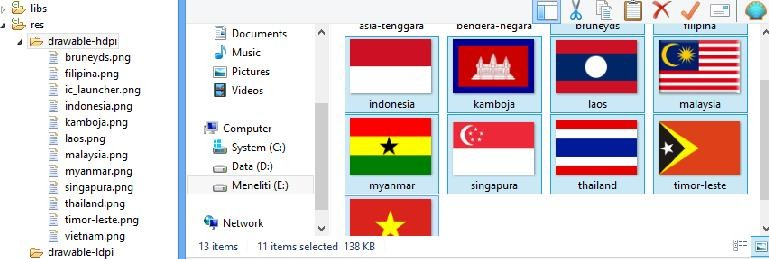 libs
res
drawable-hdpi
bruneyds.png
filipina.png
ic_launcher.png
indonesia.png
kamboja.png
laos.png
malaysia.png
myanmar.png
singapura.png
thailand.png
timor-leste.png
vietnam.png
drawable-ldpi
Documents
Music
Pictures
Videos
Computer
System (C:)
Data (D:)
Meneliti (E:)
Network
asia-tenggara bendera-negara bruneyds filipina
indonesia kamboja laos malaysia
myanmar singapura thailand timor-leste
13 items 11 items selected 138 KB